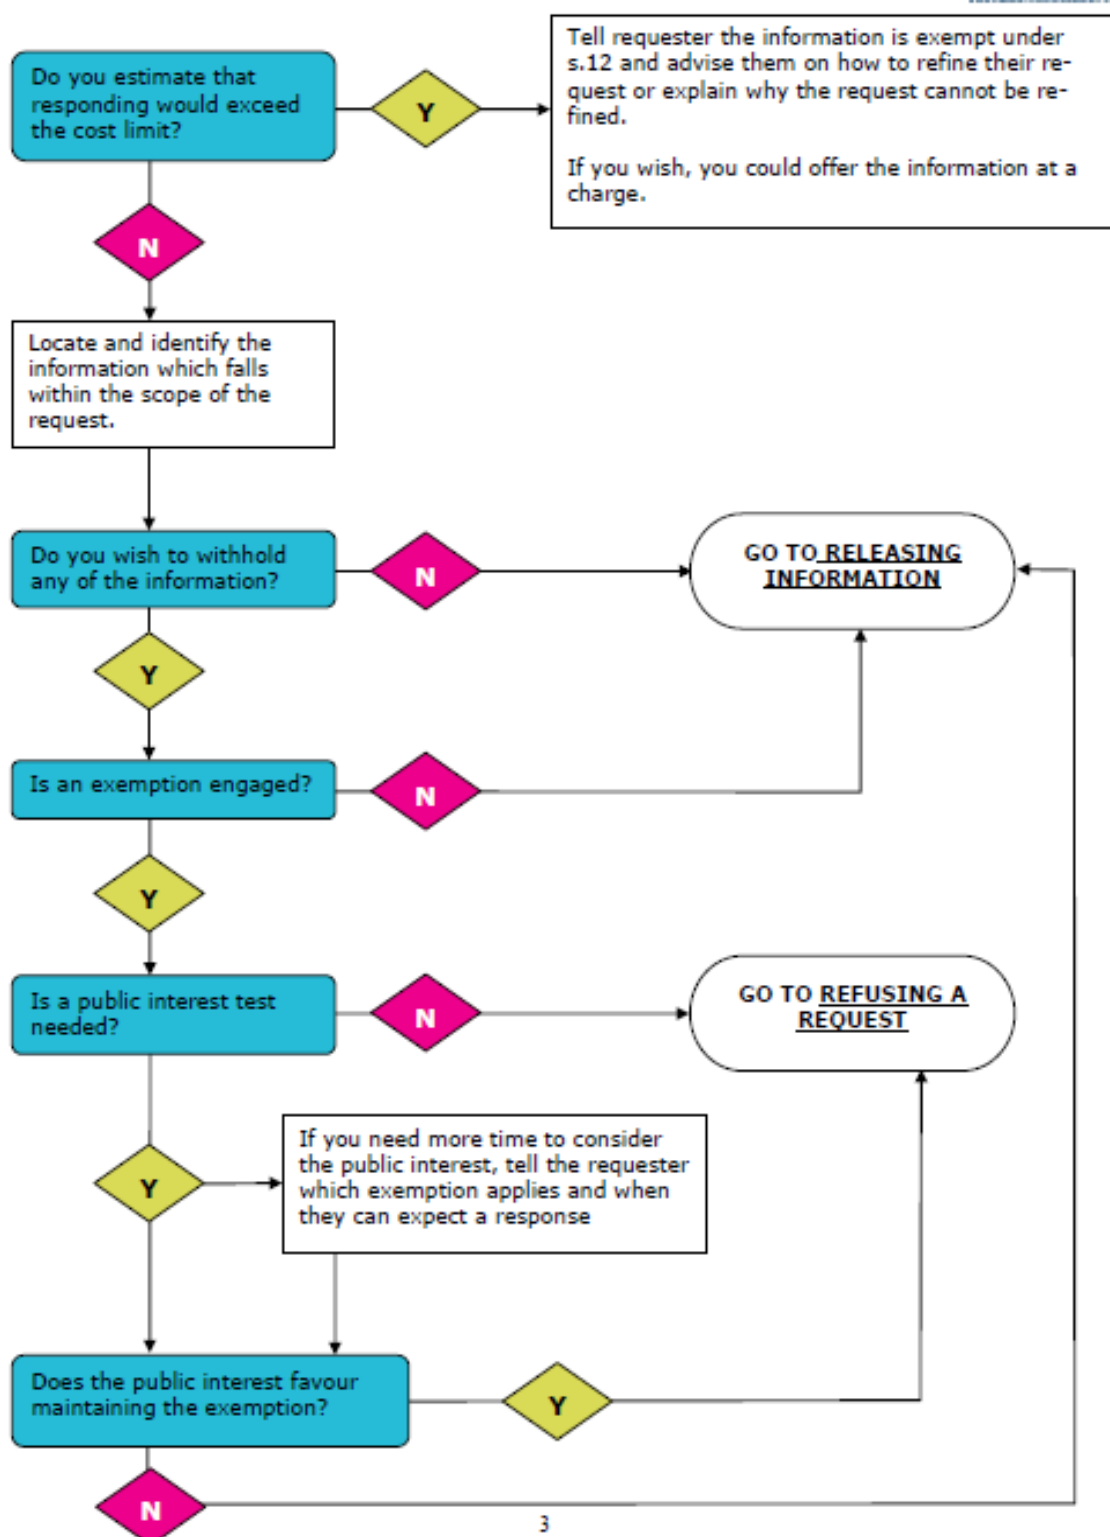 Do you estimate that
responding would exceed
the cost limit?
Y
Tell requester the information is exempt under
s.12 and advise them on how to refine their re-
quest or explain why the request cannot be re-
fined.
If you wish, you could offer the information at a
charge.
N
Locate and identify the
information which falls
within the scope of the
request.
Do you wish to withhold
any of the information?
N
GO TO RELEASING
INFORMATION
Y
Is an exemption engaged?
N
Y
Is a public interest test
needed?
N
GO TO REFUSING A
REQUEST
Y
If you need more time to consider
the public interest, tell the requester
which exemption applies and when
they can expect a response
Does the public interest favour
maintaining the exemption?
Y
N
3